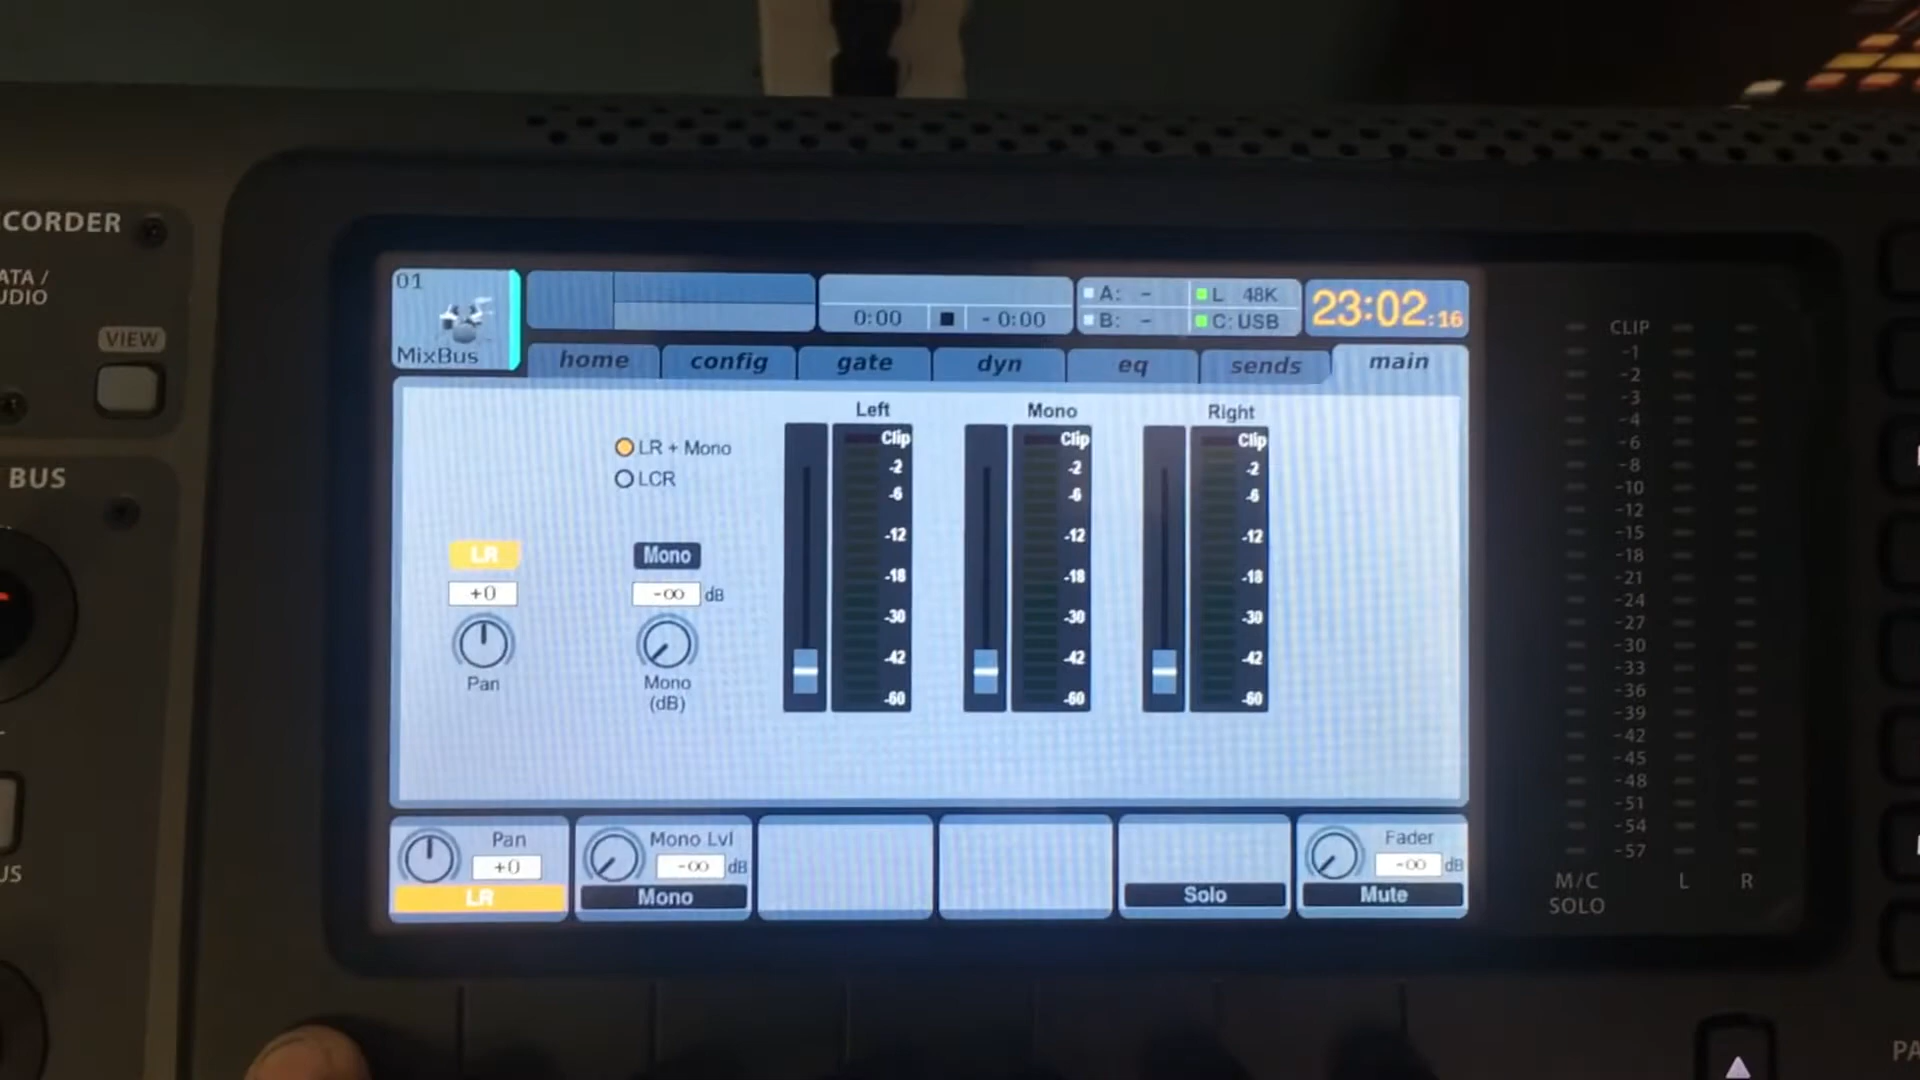 CORDER
ATA /
UDIO
VIEW
BUS
US
01
MixBus
0:00 - 0:00
A: - L 48K
B: - C: USB
23:02:16
home config gate dyn eq sends main
LR + Mono
LCR
LR Mono
+0 -∞ dB
Pan Mono
(dB)
Left Mono Right
Clip Clip Clip
-2 -2 -2
-6 -6 -6
-12 -12 -12
-18 -18 -18
-30 -30 -30
-42 -42 -42
-60 -60 -60
Pan Mono Lvl Fader
+0 -∞ dB -∞ dB
LR Mono Solo Mute
CLIP
-1
-2
-3
-4
-6
-8
-10
-12
-15
-18
-21
-24
-27
-30
-33
-36
-39
-42
-45
-48
-51
-54
-57
M/C L R
SOLO
PA